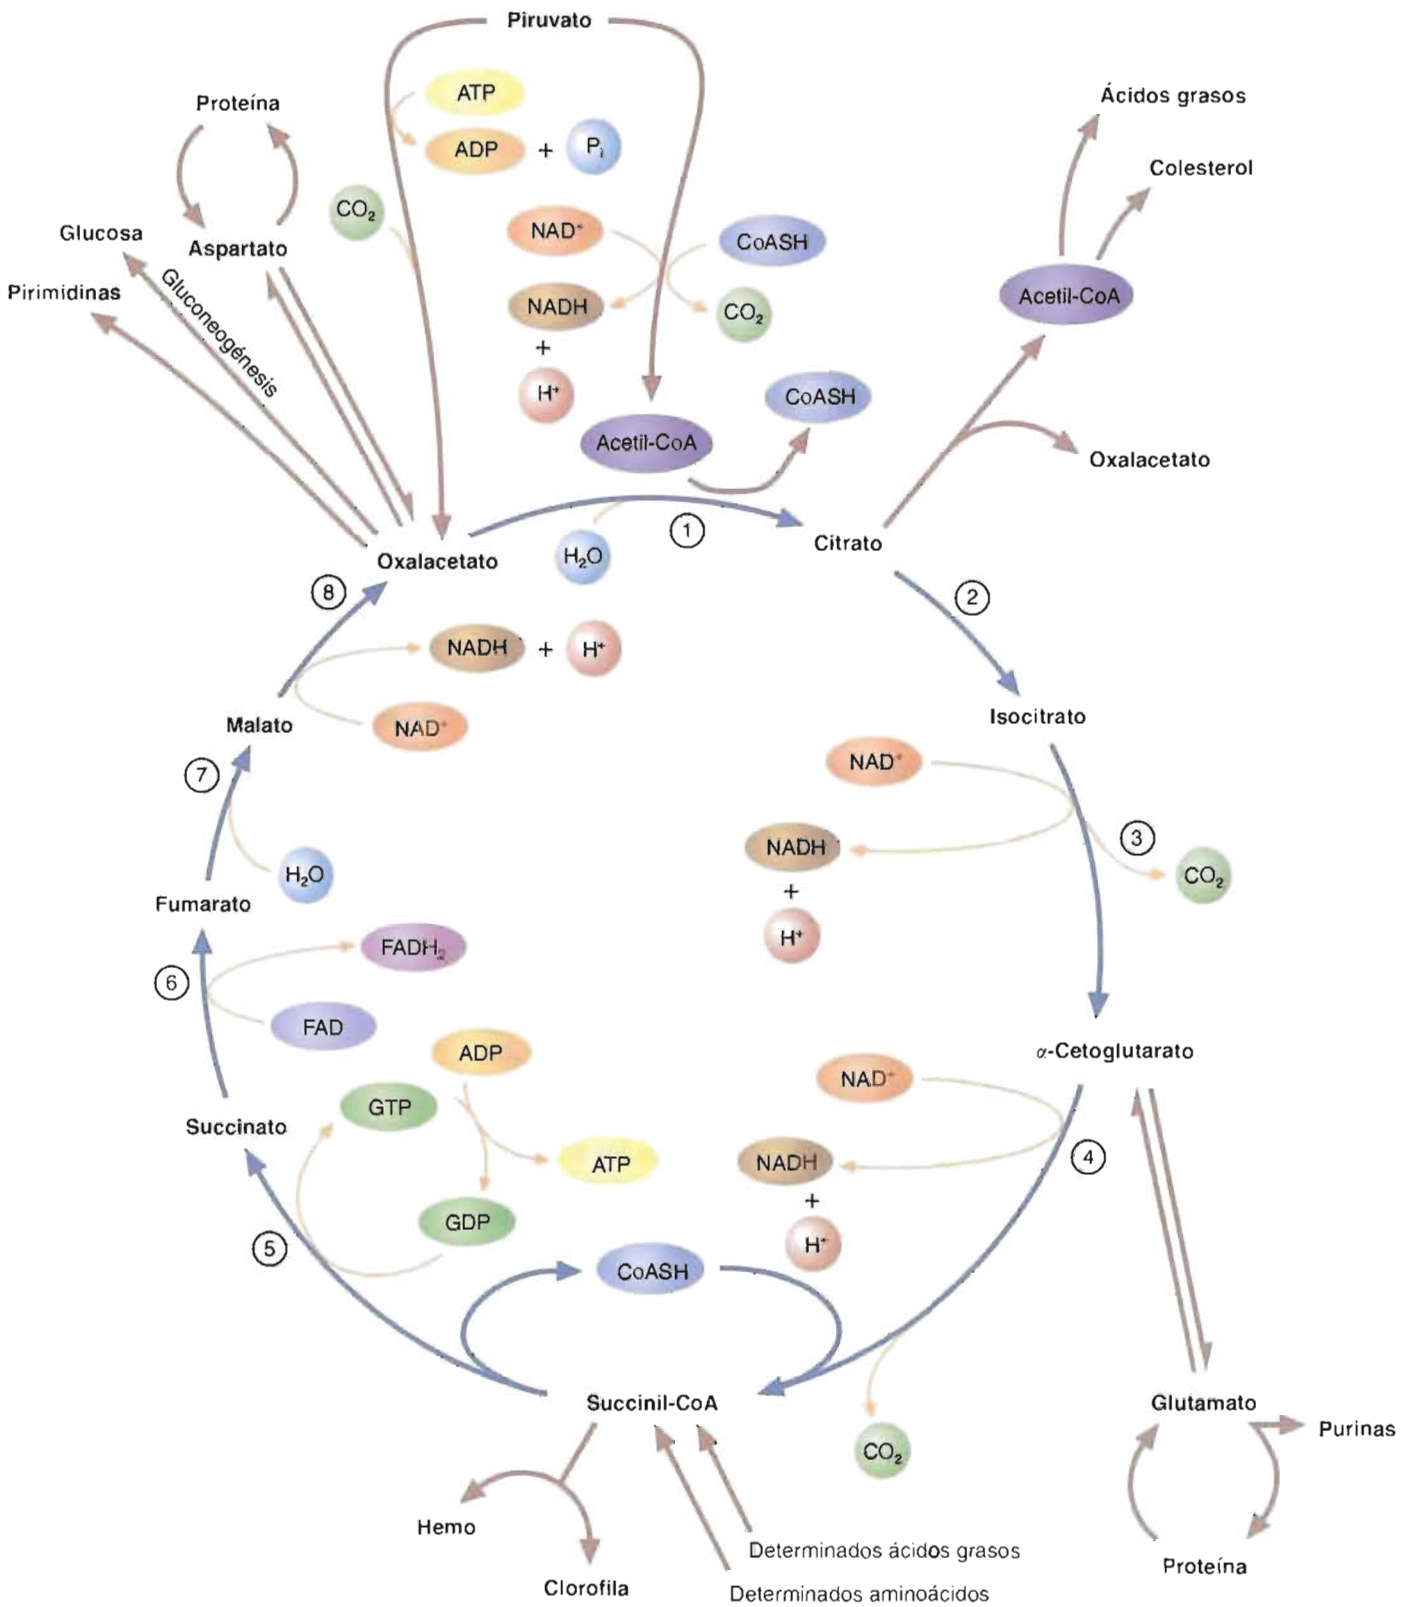 Piruvato
ATP
ADP + Pᵢ
CO₂
NAD⁺
CoASH
NADH
CO₂
+
H⁺
Acetil-CoA
CoASH
Proteína
Aspartato
Glucosa
Gluconeogénesis
Pirimidinas
Ácidos grasos
Colesterol
Acetil-CoA
Oxalacetato
Oxalacetato
H₂O
1
Citrato
2
Isocitrato
NAD⁺
NADH
+
H⁺
3
CO₂
α-Cetoglutarato
NAD⁺
NADH
+
H⁺
4
CO₂
Glutamato
Purinas
Proteína
Succinil-CoA
CoASH
Hemo
Clorofila
Determinados ácidos grasos
Determinados aminoácidos
5
GDP
GTP
ADP
ATP
Succinato
6
FAD
FADH₂
Fumarato
7
H₂O
Malato
8
NAD⁺
NADH + H⁺